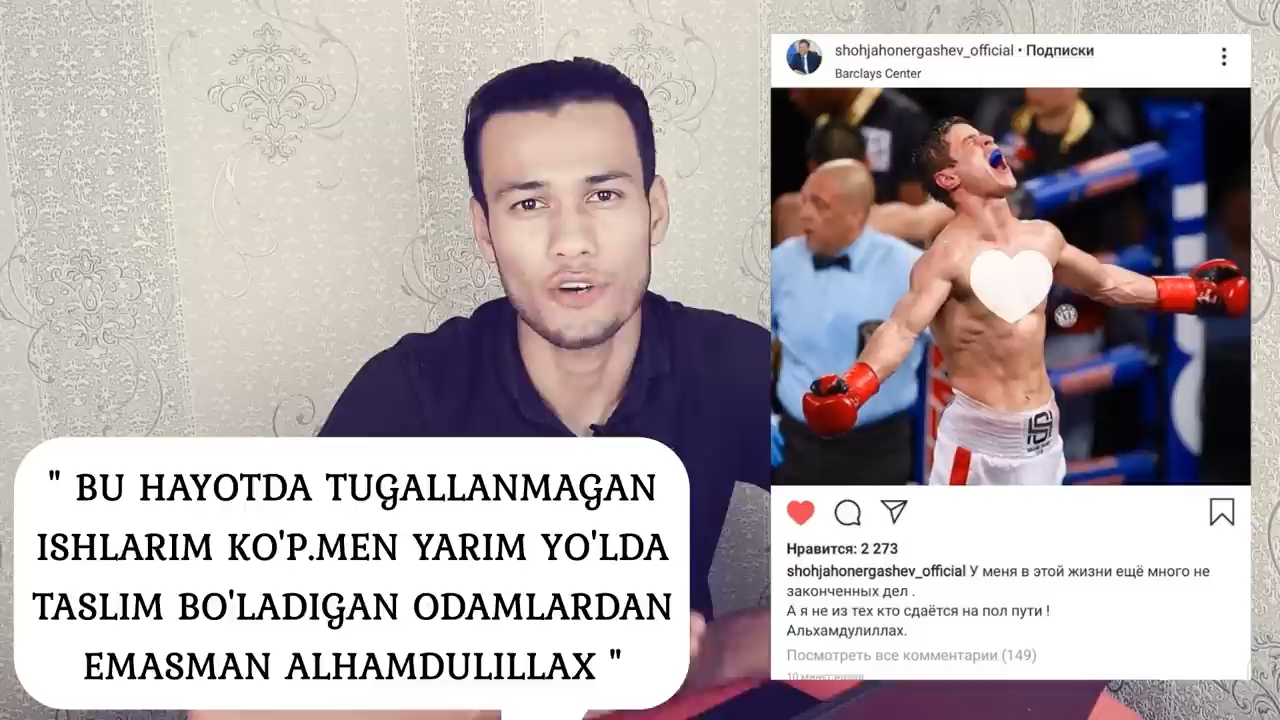 " BU HAYOTDA TUGALLANMAGAN
ISHLARIM KO'P.MEN YARIM YO'LDA
TASLIM BO'LADIGAN ODAMLARDAN
EMASMAN ALHAMDULILLAX "
shohjahonergashev_official • Подписки
Barclays Center
Нравится: 2 273
shohjahonergashev_official У меня в этой жизни ещё много не
законченных дел .
А я не из тех кто сдаётся на пол пути !
Альхамдулиллах.
Посмотреть все комментарии (149)